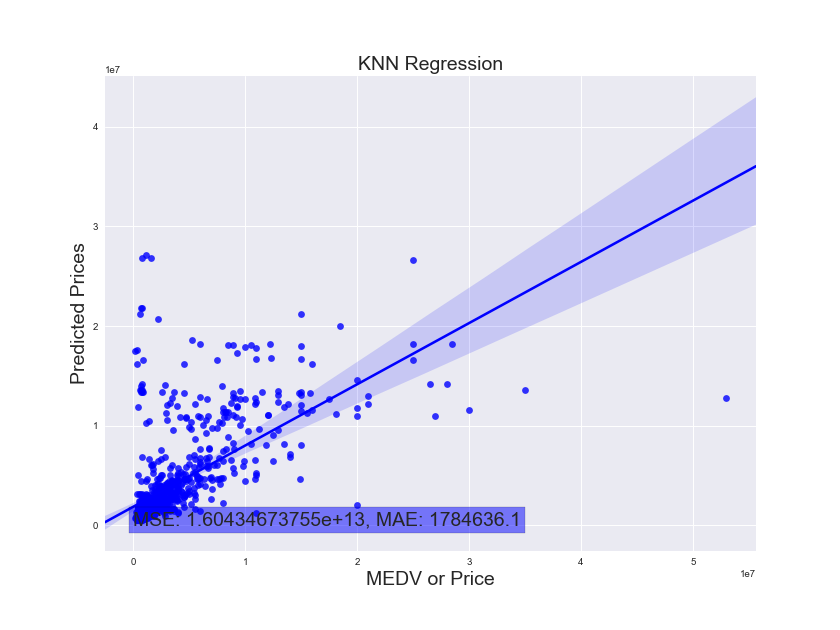 KNN Regression
1e7
4
3
2
1
0
Predicted Prices
MSE: 1.60434673755e+13, MAE: 1784636.1
0 1 2 3 4 5
1e7
MEDV or Price